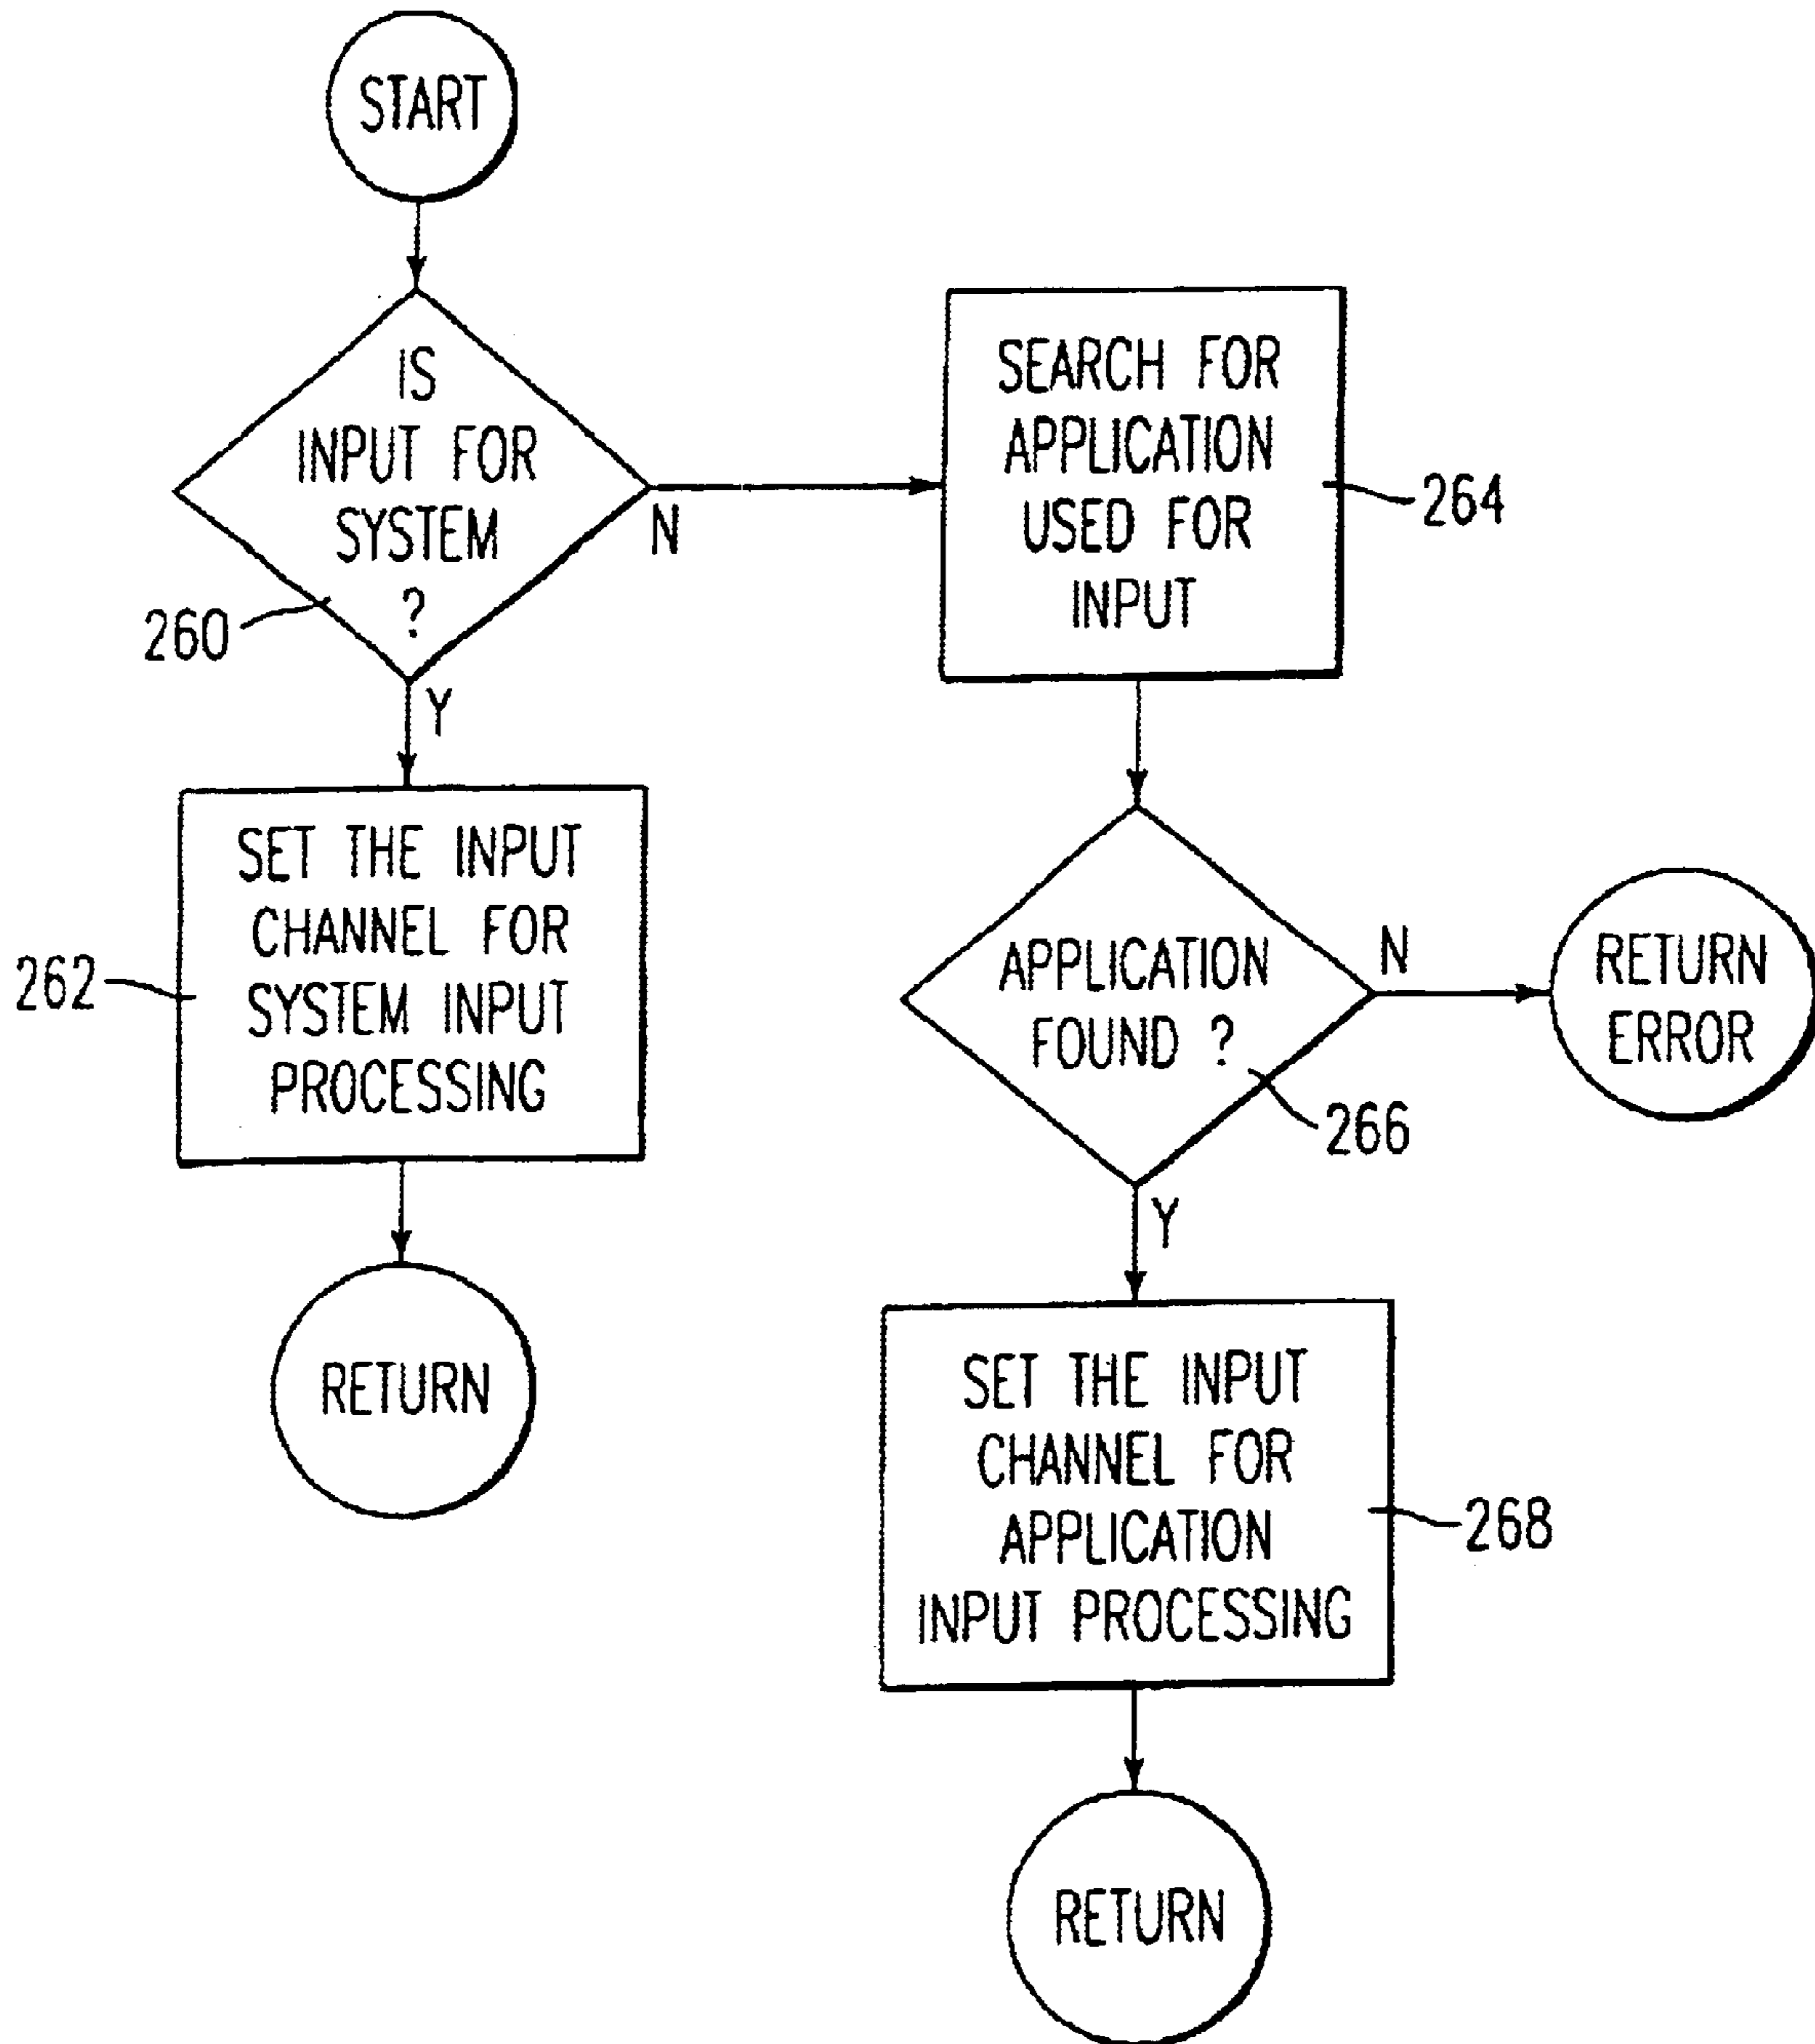 START
IS
INPUT FOR
SYSTEM
?
260
N
Y
SET THE INPUT
CHANNEL FOR
SYSTEM INPUT
PROCESSING
262
RETURN
SEARCH FOR
APPLICATION
USED FOR
INPUT
264
APPLICATION
FOUND ?
266
N
RETURN
ERROR
Y
SET THE INPUT
CHANNEL FOR
APPLICATION
INPUT PROCESSING
268
RETURN